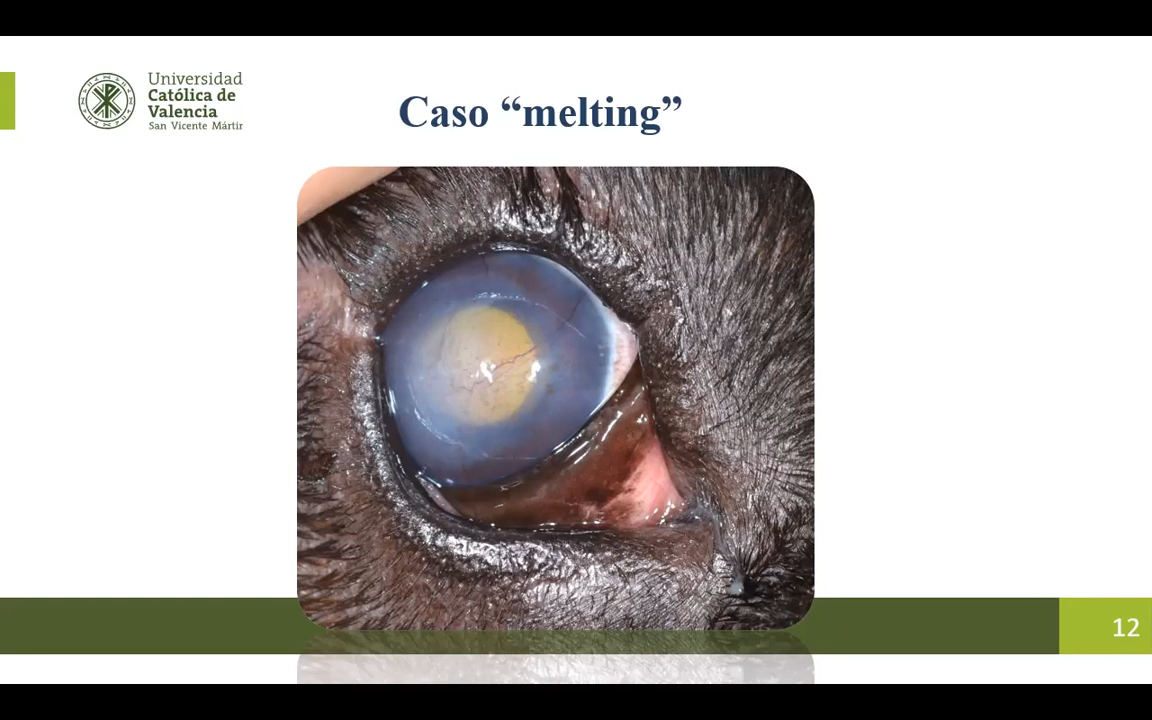 Universidad
Católica de
Valencia
San Vicente Mártir
Caso “melting”
12